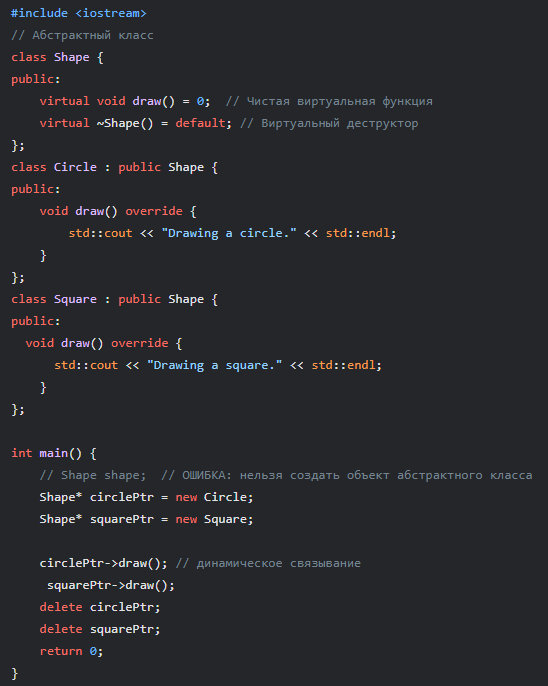 #include <iostream>
// Абстрактный класс
class Shape {
public:
    virtual void draw() = 0;  // Чистая виртуальная функция
    virtual ~Shape() = default; // Виртуальный деструктор
};
class Circle : public Shape {
public:
    void draw() override {
        std::cout << "Drawing a circle." << std::endl;
    }
};
class Square : public Shape {
public:
  void draw() override {
      std::cout << "Drawing a square." << std::endl;
    }
};

int main() {
    // Shape shape;  // ОШИБКА: нельзя создать объект абстрактного класса
    Shape* circlePtr = new Circle;
    Shape* squarePtr = new Square;

    circlePtr->draw(); // динамическое связывание
     squarePtr->draw();
    delete circlePtr;
    delete squarePtr;
    return 0;
}